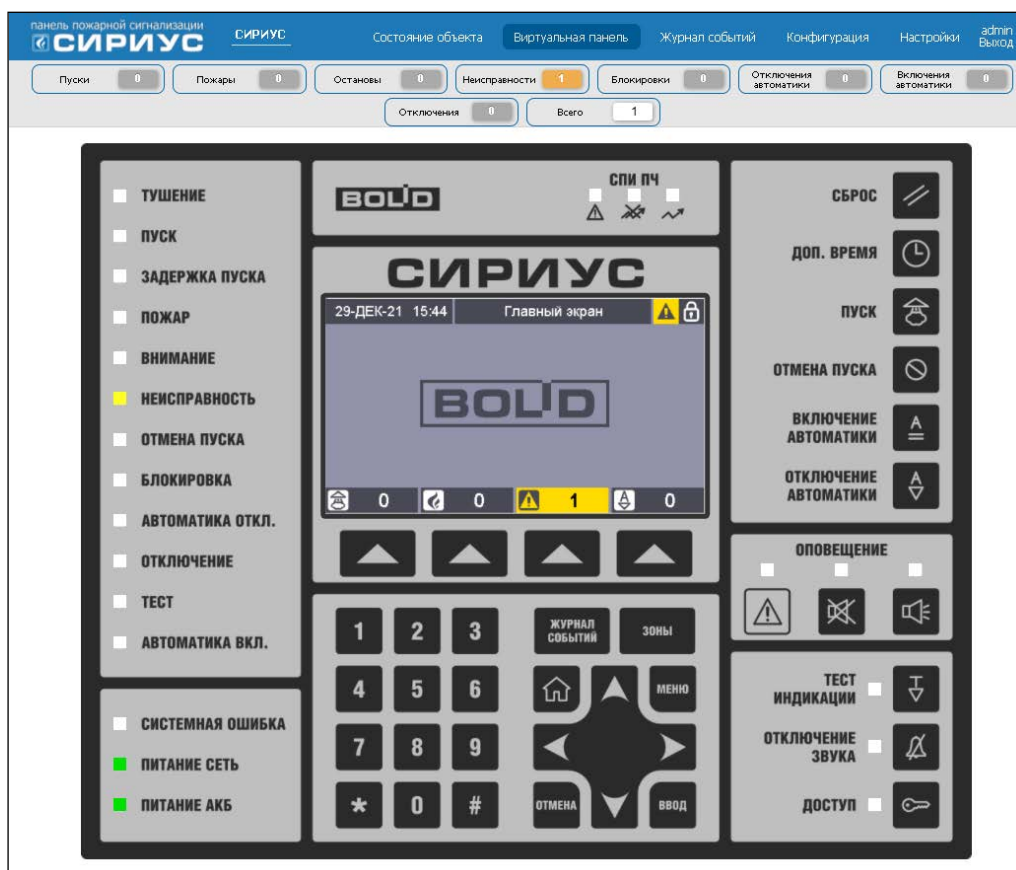 панель пожарной сигнализации
СИРИУС
СИРИУС
Состояние объекта
Виртуальная панель
Журнал событий
Конфигурация
Настройки
admin
Выход
Пуски 0
Пожары 0
Остановы 0
Неисправности 1
Блокировки 0
Отключения автоматики 0
Включения автоматики 0
Отключения 0
Всего 1
ТУШЕНИЕ
ПУСК
ЗАДЕРЖКА ПУСКА
ПОЖАР
ВНИМАНИЕ
НЕИСПРАВНОСТЬ
ОТМЕНА ПУСКА
БЛОКИРОВКА
АВТОМАТИКА ОТКЛ.
ОТКЛЮЧЕНИЕ
ТЕСТ
АВТОМАТИКА ВКЛ.
СИСТЕМНАЯ ОШИБКА
ПИТАНИЕ СЕТЬ
ПИТАНИЕ АКБ
BOLID
СПИ ПЧ
СИРИУС
29-ДЕК-21 15:44
Главный экран
BOLID
0 0 1 0
1 2 3
4 5 6
7 8 9
* 0 #
ЖУРНАЛ
СОБЫТИЙ
ЗОНЫ
МЕНЮ
ОТМЕНА
ВВОД
СБРОС
ДОП. ВРЕМЯ
ПУСК
ОТМЕНА ПУСКА
ВКЛЮЧЕНИЕ
АВТОМАТИКИ
A
ОТКЛЮЧЕНИЕ
АВТОМАТИКИ
A
ОПОВЕЩЕНИЕ
ТЕСТ
ИНДИКАЦИИ
ОТКЛЮЧЕНИЕ
ЗВУКА
ДОСТУП